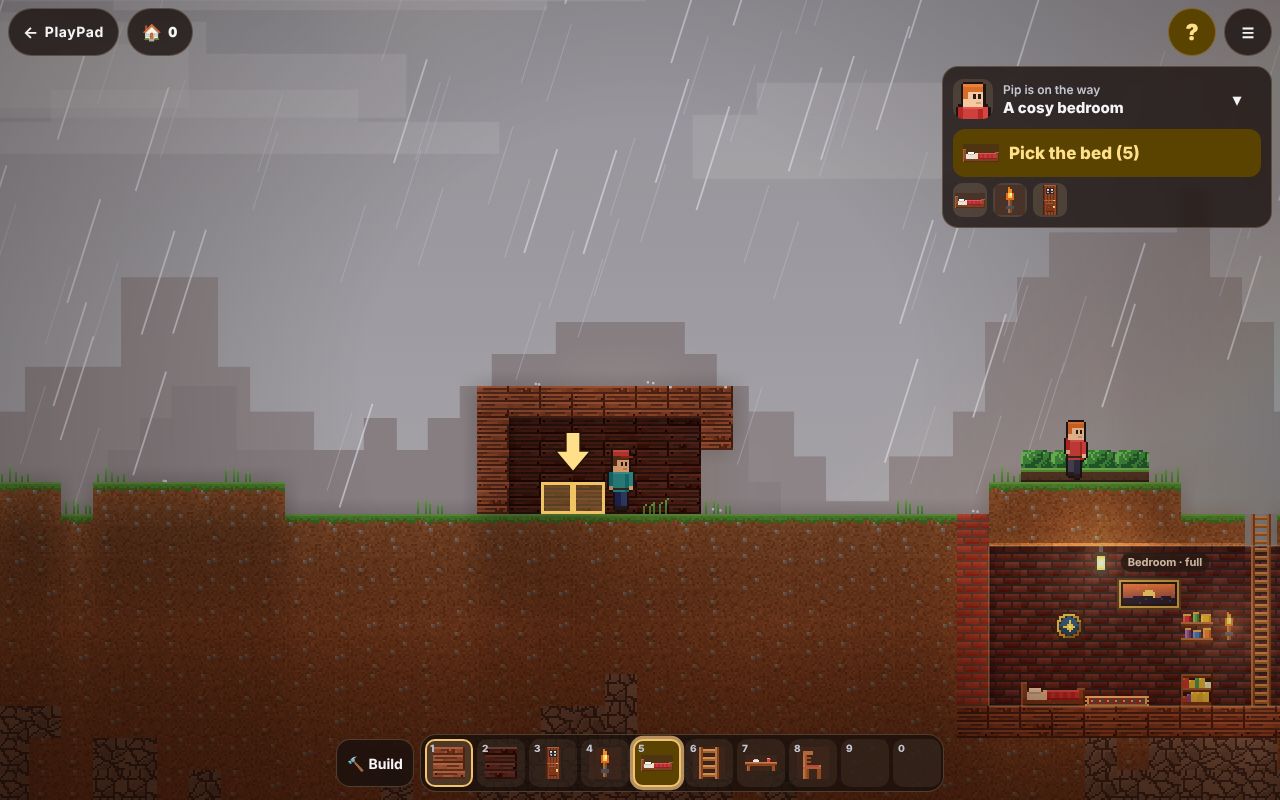 ← PlayPad
0
?
Pip is on the way
A cosy bedroom
Pick the bed (5)
Bedroom · full
Build
1 2 3 4 5 6 7 8 9 0